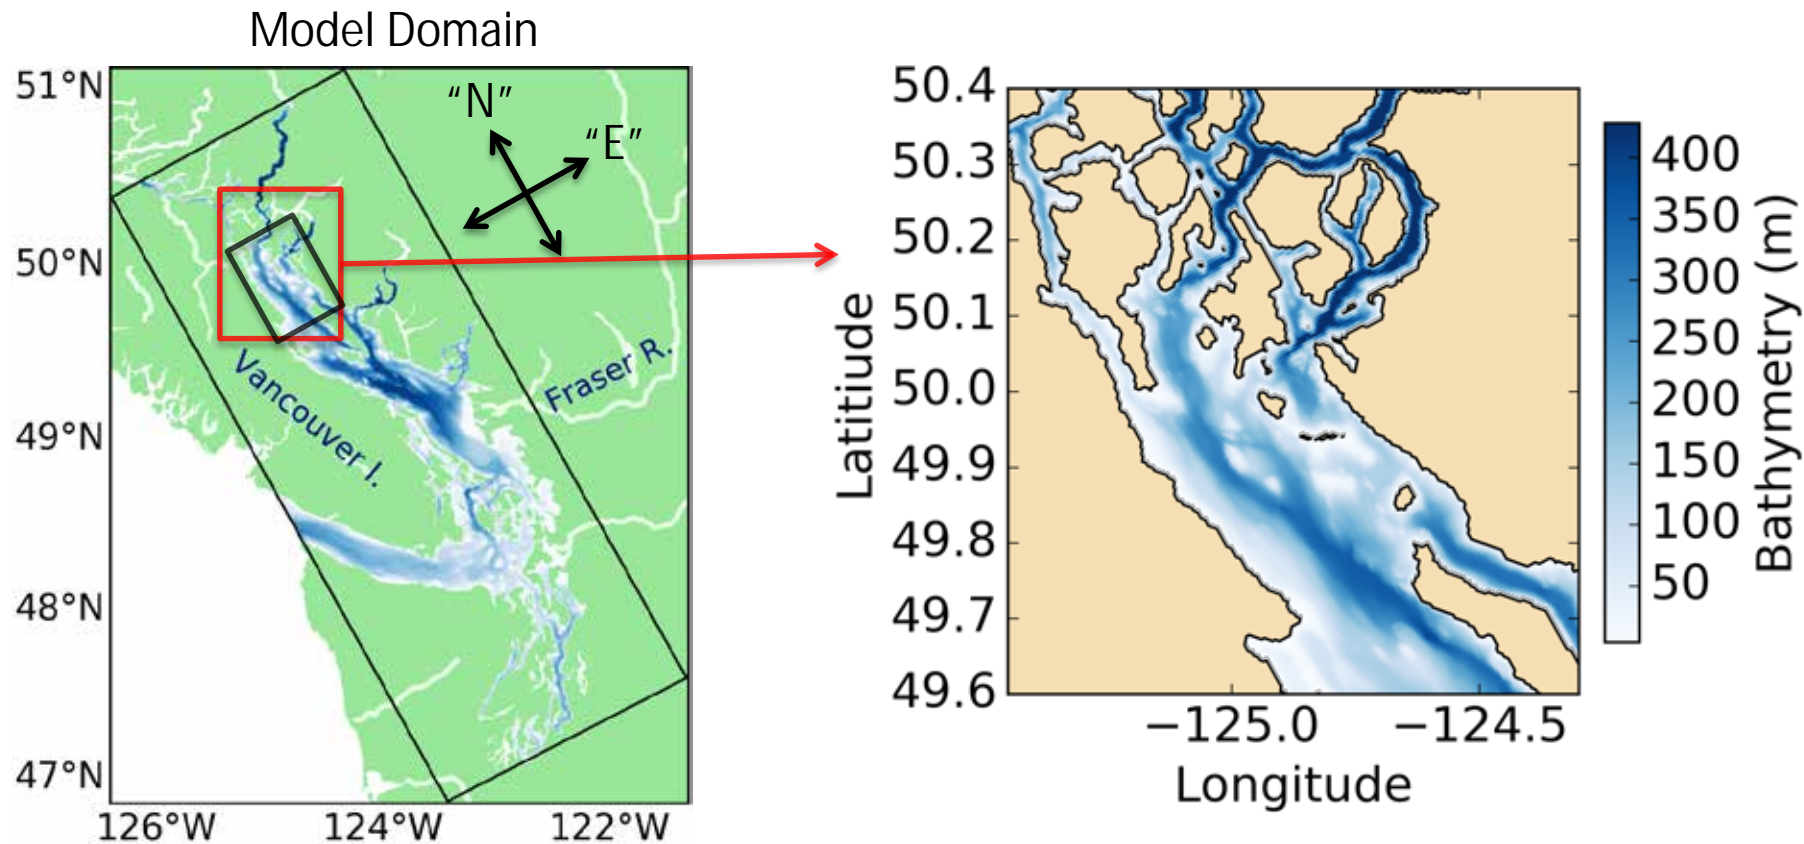 Model Domain
51°N
50°N
49°N
48°N
47°N
126°W
124°W
122°W
“N”
“E”
Vancouver I.
Fraser R.
50.4
50.3
50.2
50.1
50.0
49.9
49.8
49.7
49.6
Latitiude
−125.0
−124.5
Longitude
400
350
300
250
200
150
100
50
Bathymetry (m)